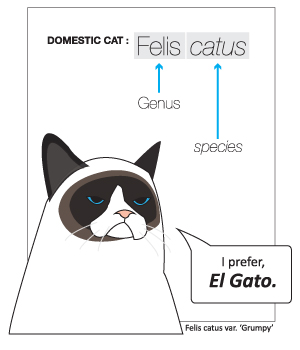 DOMESTIC CAT : Felis catus
Genus
species
I prefer,
El Gato.
Felis catus var. 'Grumpy'